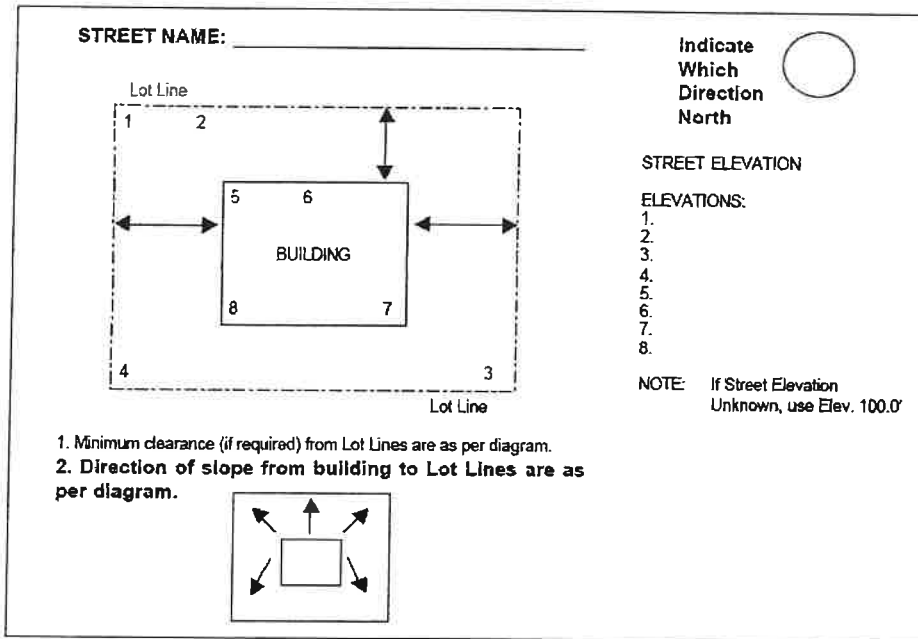 STREET NAME:
Indicate
Which
Direction
North
Lot Line
1 2
5 6
BUILDING
8 7
4 3
Lot Line
STREET ELEVATION
ELEVATIONS:
1.
2.
3.
4.
5.
6.
7.
8.
NOTE: If Street Elevation
Unknown, use Elev. 100.0'
1. Minimum clearance (if required) from Lot Lines are as per diagram.
2. Direction of slope from building to Lot Lines are as
per diagram.